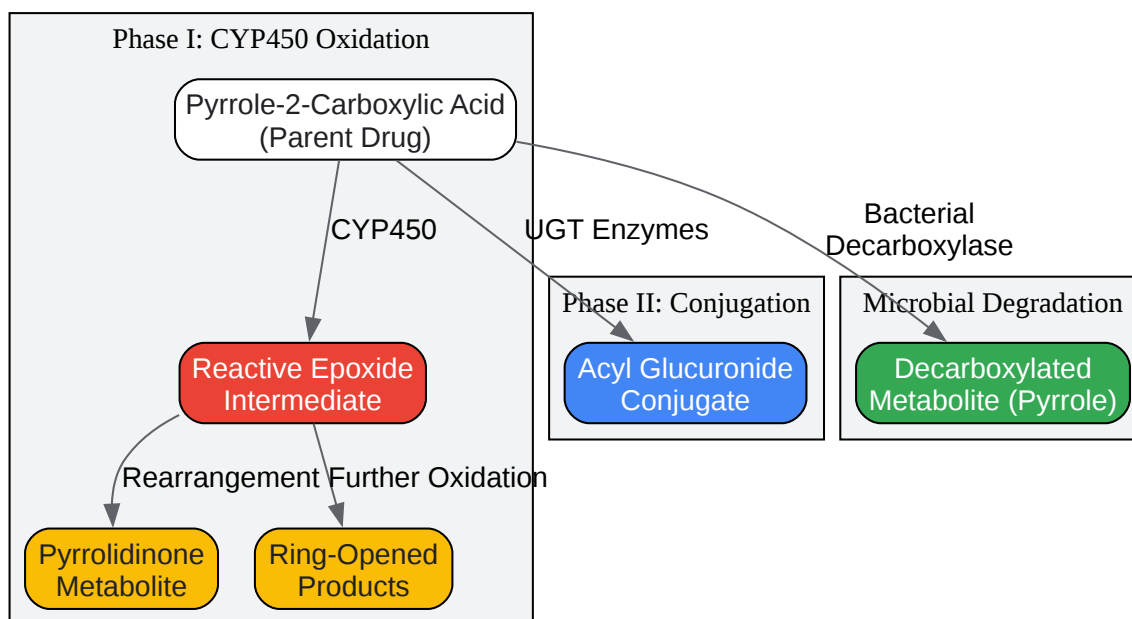 Phase I: CYP450 Oxidation
Pyrrole-2-Carboxylic Acid
(Parent Drug)
CYP450
UGT Enzymes
Bacterial
Decarboxylase
Phase II: Conjugation
Microbial Degradation
Reactive Epoxide
Intermediate
Acyl Glucuronide
Conjugate
Decarboxylated
Metabolite (Pyrrole)
Rearrangement
Further Oxidation
Pyrrolidinone
Metabolite
Ring-Opened
Products